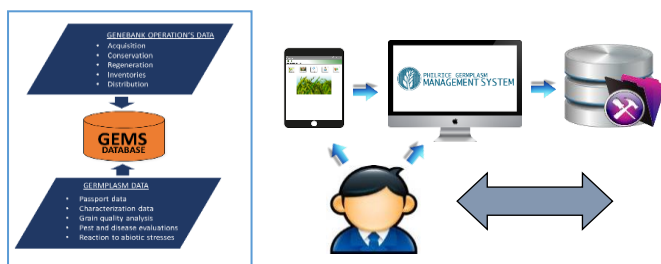 GENEBANK OPERATION'S DATA
• Acquisition
• Conservation
• Regeneration
• Inventories
• Distribution
GEMS
DATABASE
GERMPLASM DATA
• Passport data
• Characterization data
• Grain quality analysis
• Pest and disease evaluations
• Reaction to abiotic stresses
PHILRICE GERMPLASM
MANAGEMENT SYSTEM